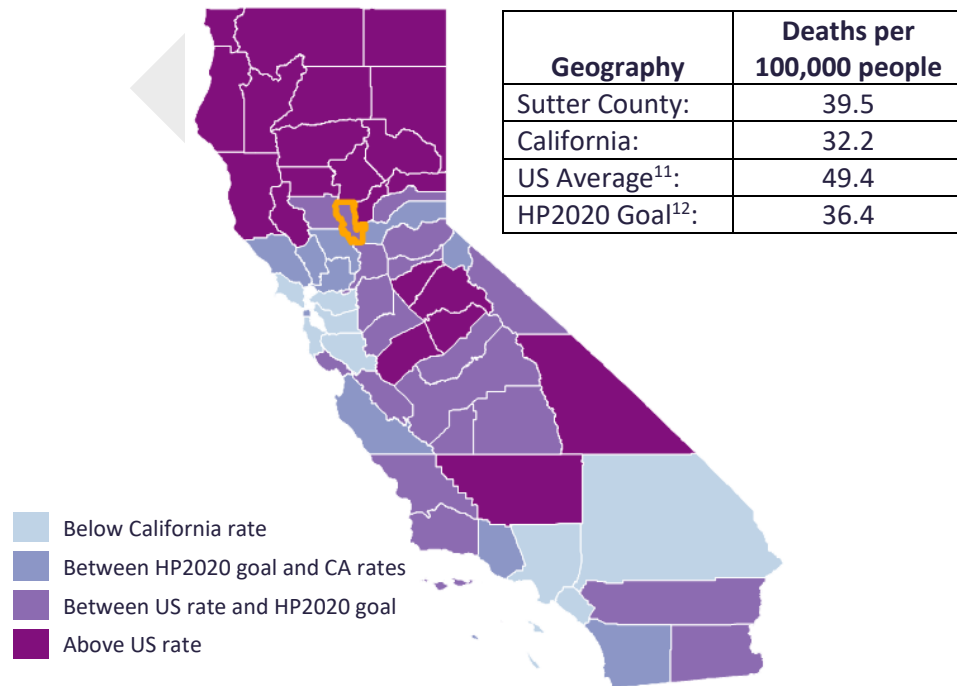 Geography
Deaths per
100,000 people
Sutter County: 39.5
California: 32.2
US Average¹¹: 49.4
HP2020 Goal¹²: 36.4
Below California rate
Between HP2020 goal and CA rates
Between US rate and HP2020 goal
Above US rate